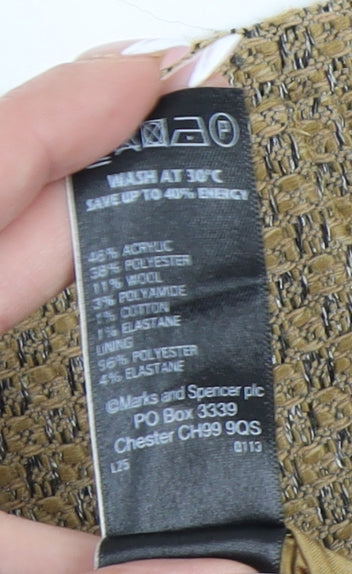 P
WASH AT 30°C
SAVE UP TO 40% ENERGY
46% ACRYLIC
38% POLYESTER
11% WOOL
3% POLYAMIDE
1% COTTON
1% ELASTANE
LINING
96% POLYESTER
4% ELASTANE
©Marks and Spencer plc
PO Box 3339
Chester CH99 9QS
L25 0113